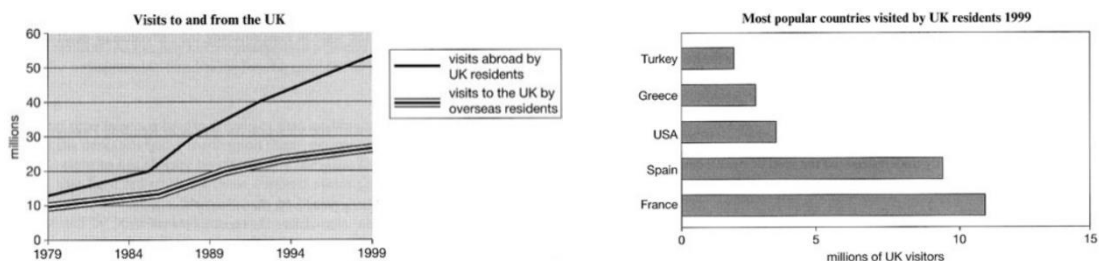 Visits to and from the UK
60
50
40
30
20
10
0
millions
1979
1984
1989
1994
1999
visits abroad by
UK residents
visits to the UK by
overseas residents
Most popular countries visited by UK residents 1999
Turkey
Greece
USA
Spain
France
0
5
10
15
millions of UK visitors